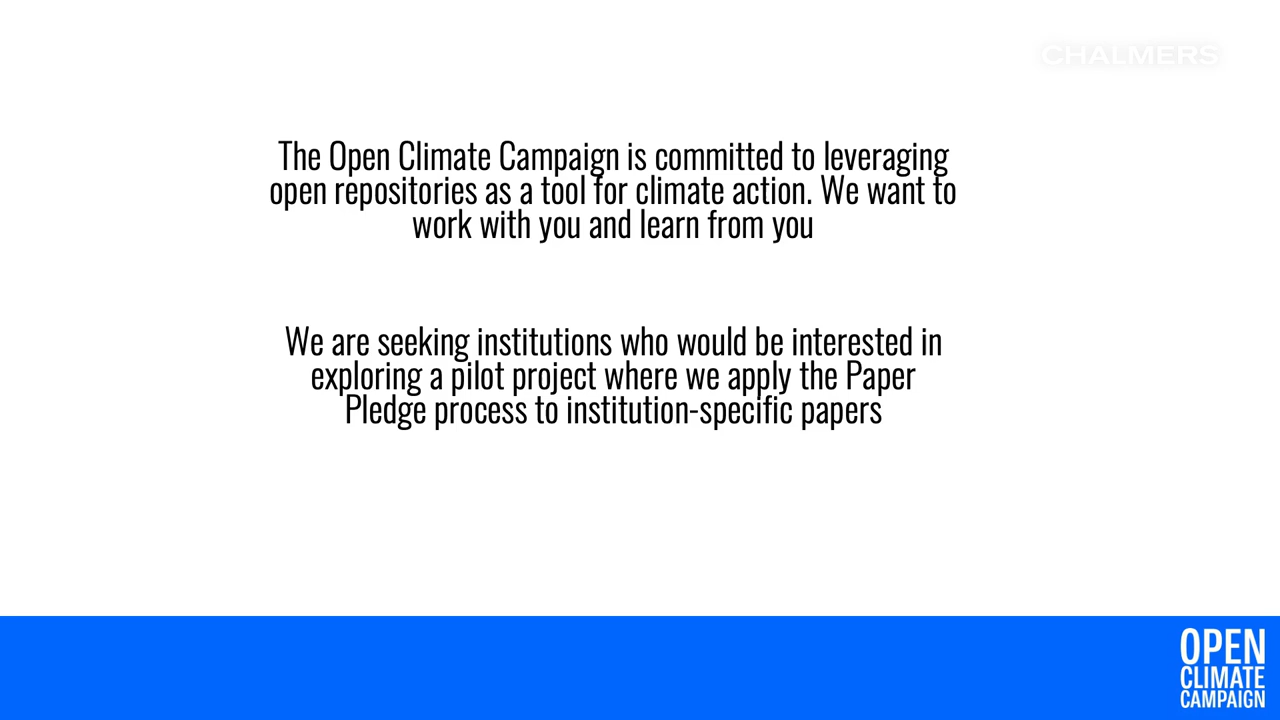 CHALMERS
The Open Climate Campaign is committed to leveraging
open repositories as a tool for climate action. We want to
work with you and learn from you
We are seeking institutions who would be interested in
exploring a pilot project where we apply the Paper
Pledge process to institution-specific papers
OPEN
CLIMATE
CAMPAIGN